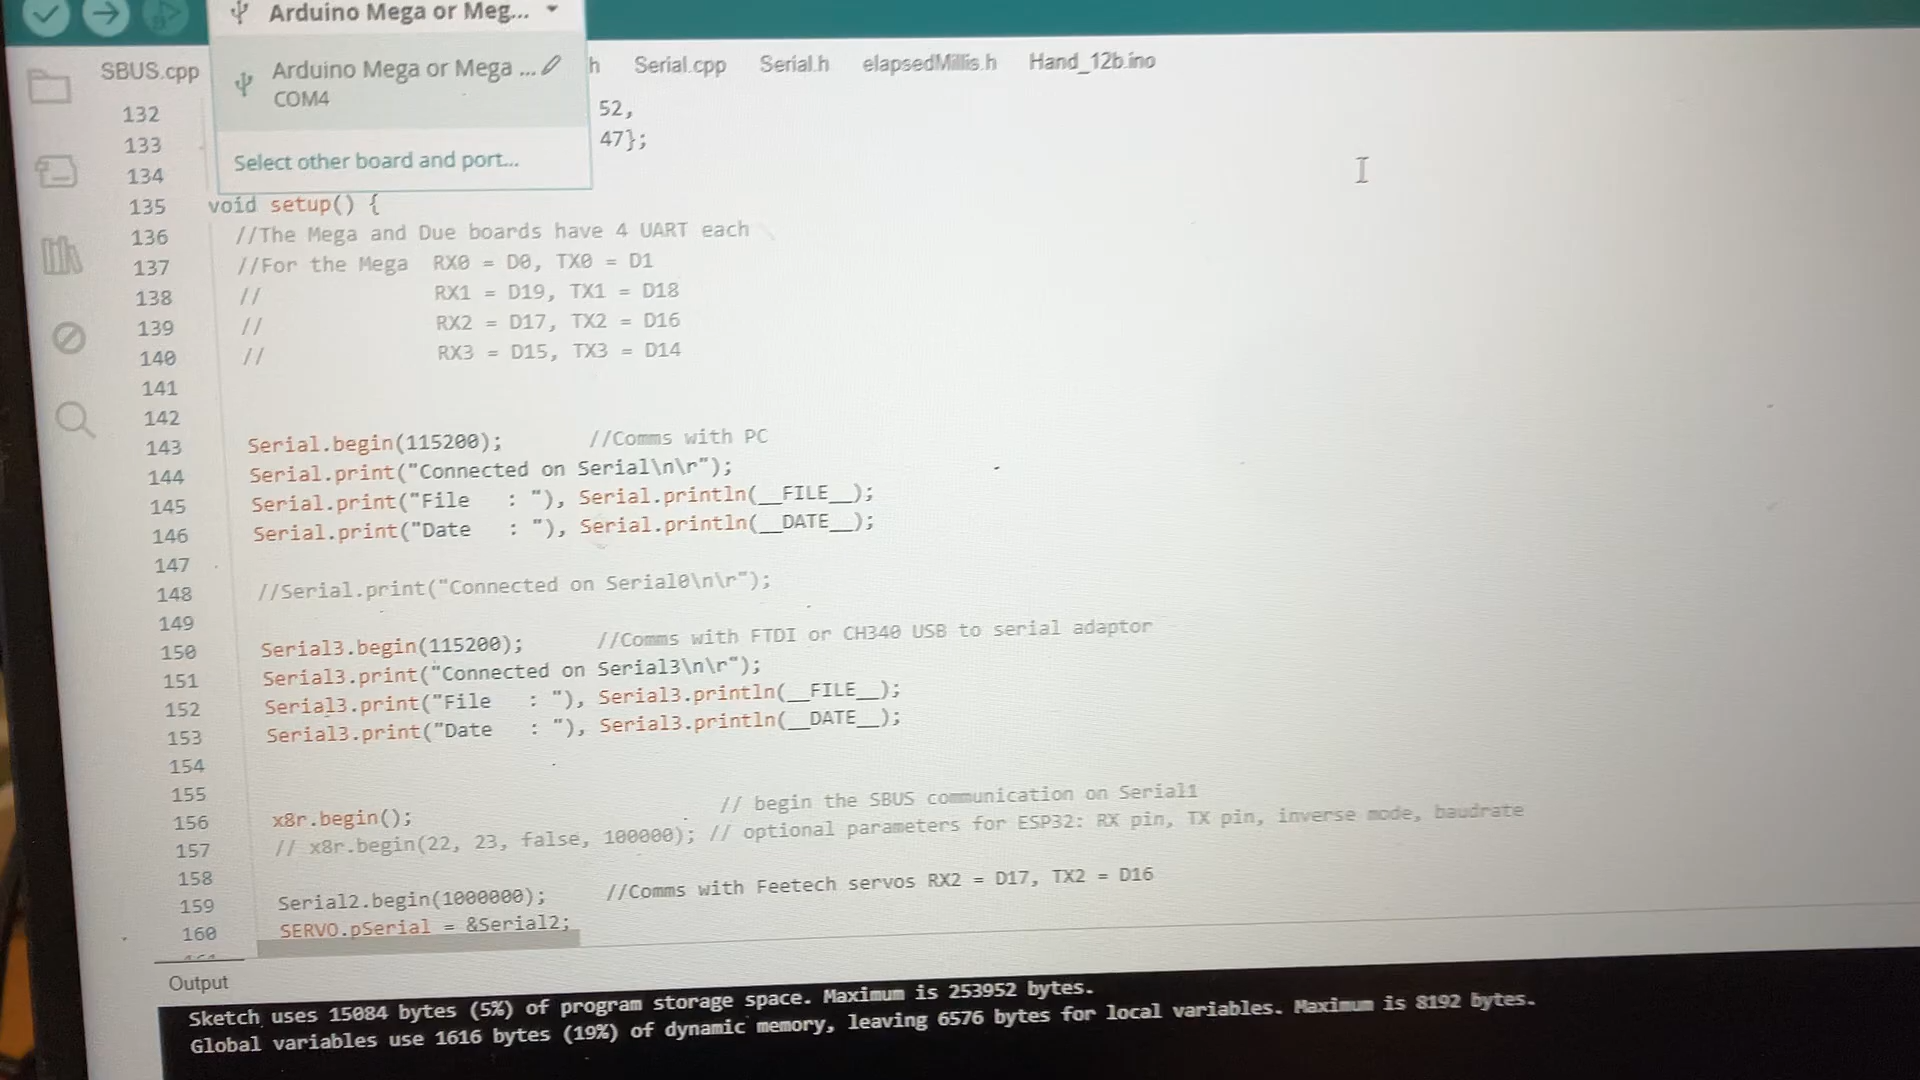 Arduino Mega or Meg...
Arduino Mega or Mega ...
COM4
Select other board and port...
SBUS.cpp h Serial.cpp Serial.h elapsedMillis.h Hand_12b.ino
132 52,
133 47};
134
135 void setup() {
136 //The Mega and Due boards have 4 UART each
137 //For the Mega RX0 = D0, TX0 = D1
138 // RX1 = D19, TX1 = D18
139 // RX2 = D17, TX2 = D16
140 // RX3 = D15, TX3 = D14
141
142
143 Serial.begin(115200); //Comms with PC
144 Serial.print("Connected on Serial\n\r");
145 Serial.print("File : "), Serial.println(__FILE__);
146 Serial.print("Date : "), Serial.println(__DATE__);
147
148 //Serial.print("Connected on Serial0\n\r");
149
150 Serial3.begin(115200); //Comms with FTDI or CH340 USB to serial adaptor
151 Serial3.print("Connected on Serial3\n\r");
152 Serial3.print("File : "), Serial3.println(__FILE__);
153 Serial3.print("Date : "), Serial3.println(__DATE__);
154
155
156 x8r.begin(); // begin the SBUS communication on Serial1
157 // x8r.begin(22, 23, false, 100000); // optional parameters for ESP32: RX pin, TX pin, inverse mode, baudrate
158
159 Serial2.begin(1000000); //Comms with Feetech servos RX2 = D17, TX2 = D16
160 SERVO.pSerial = &Serial2;
Output
Sketch uses 15084 bytes (5%) of program storage space. Maximum is 253952 bytes.
Global variables use 1616 bytes (19%) of dynamic memory, leaving 6576 bytes for local variables. Maximum is 8192 bytes.